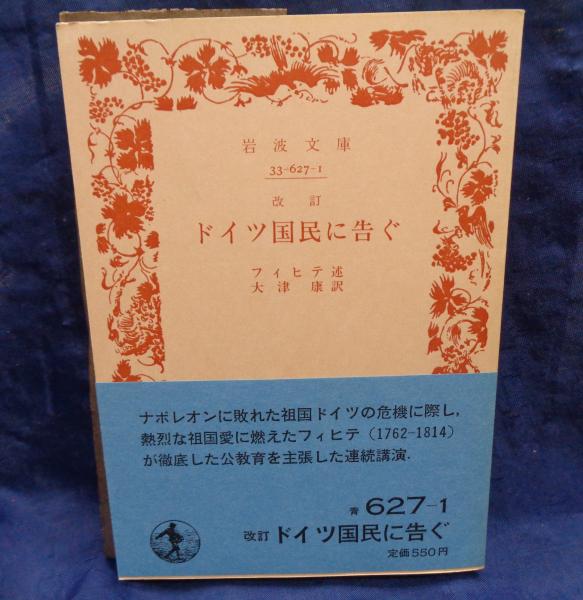 岩波文庫
33-627-1
改訂
ドイツ国民に告ぐ
フィヒテ述
大津康訳
ナポレオンに敗れた祖国ドイツの危機に際し,
熱烈な祖国愛に燃えたフィヒテ(1762-1814)
が徹底した公教育を主張した連続講演.
青 627-1
改訂 ドイツ国民に告ぐ
定価550円